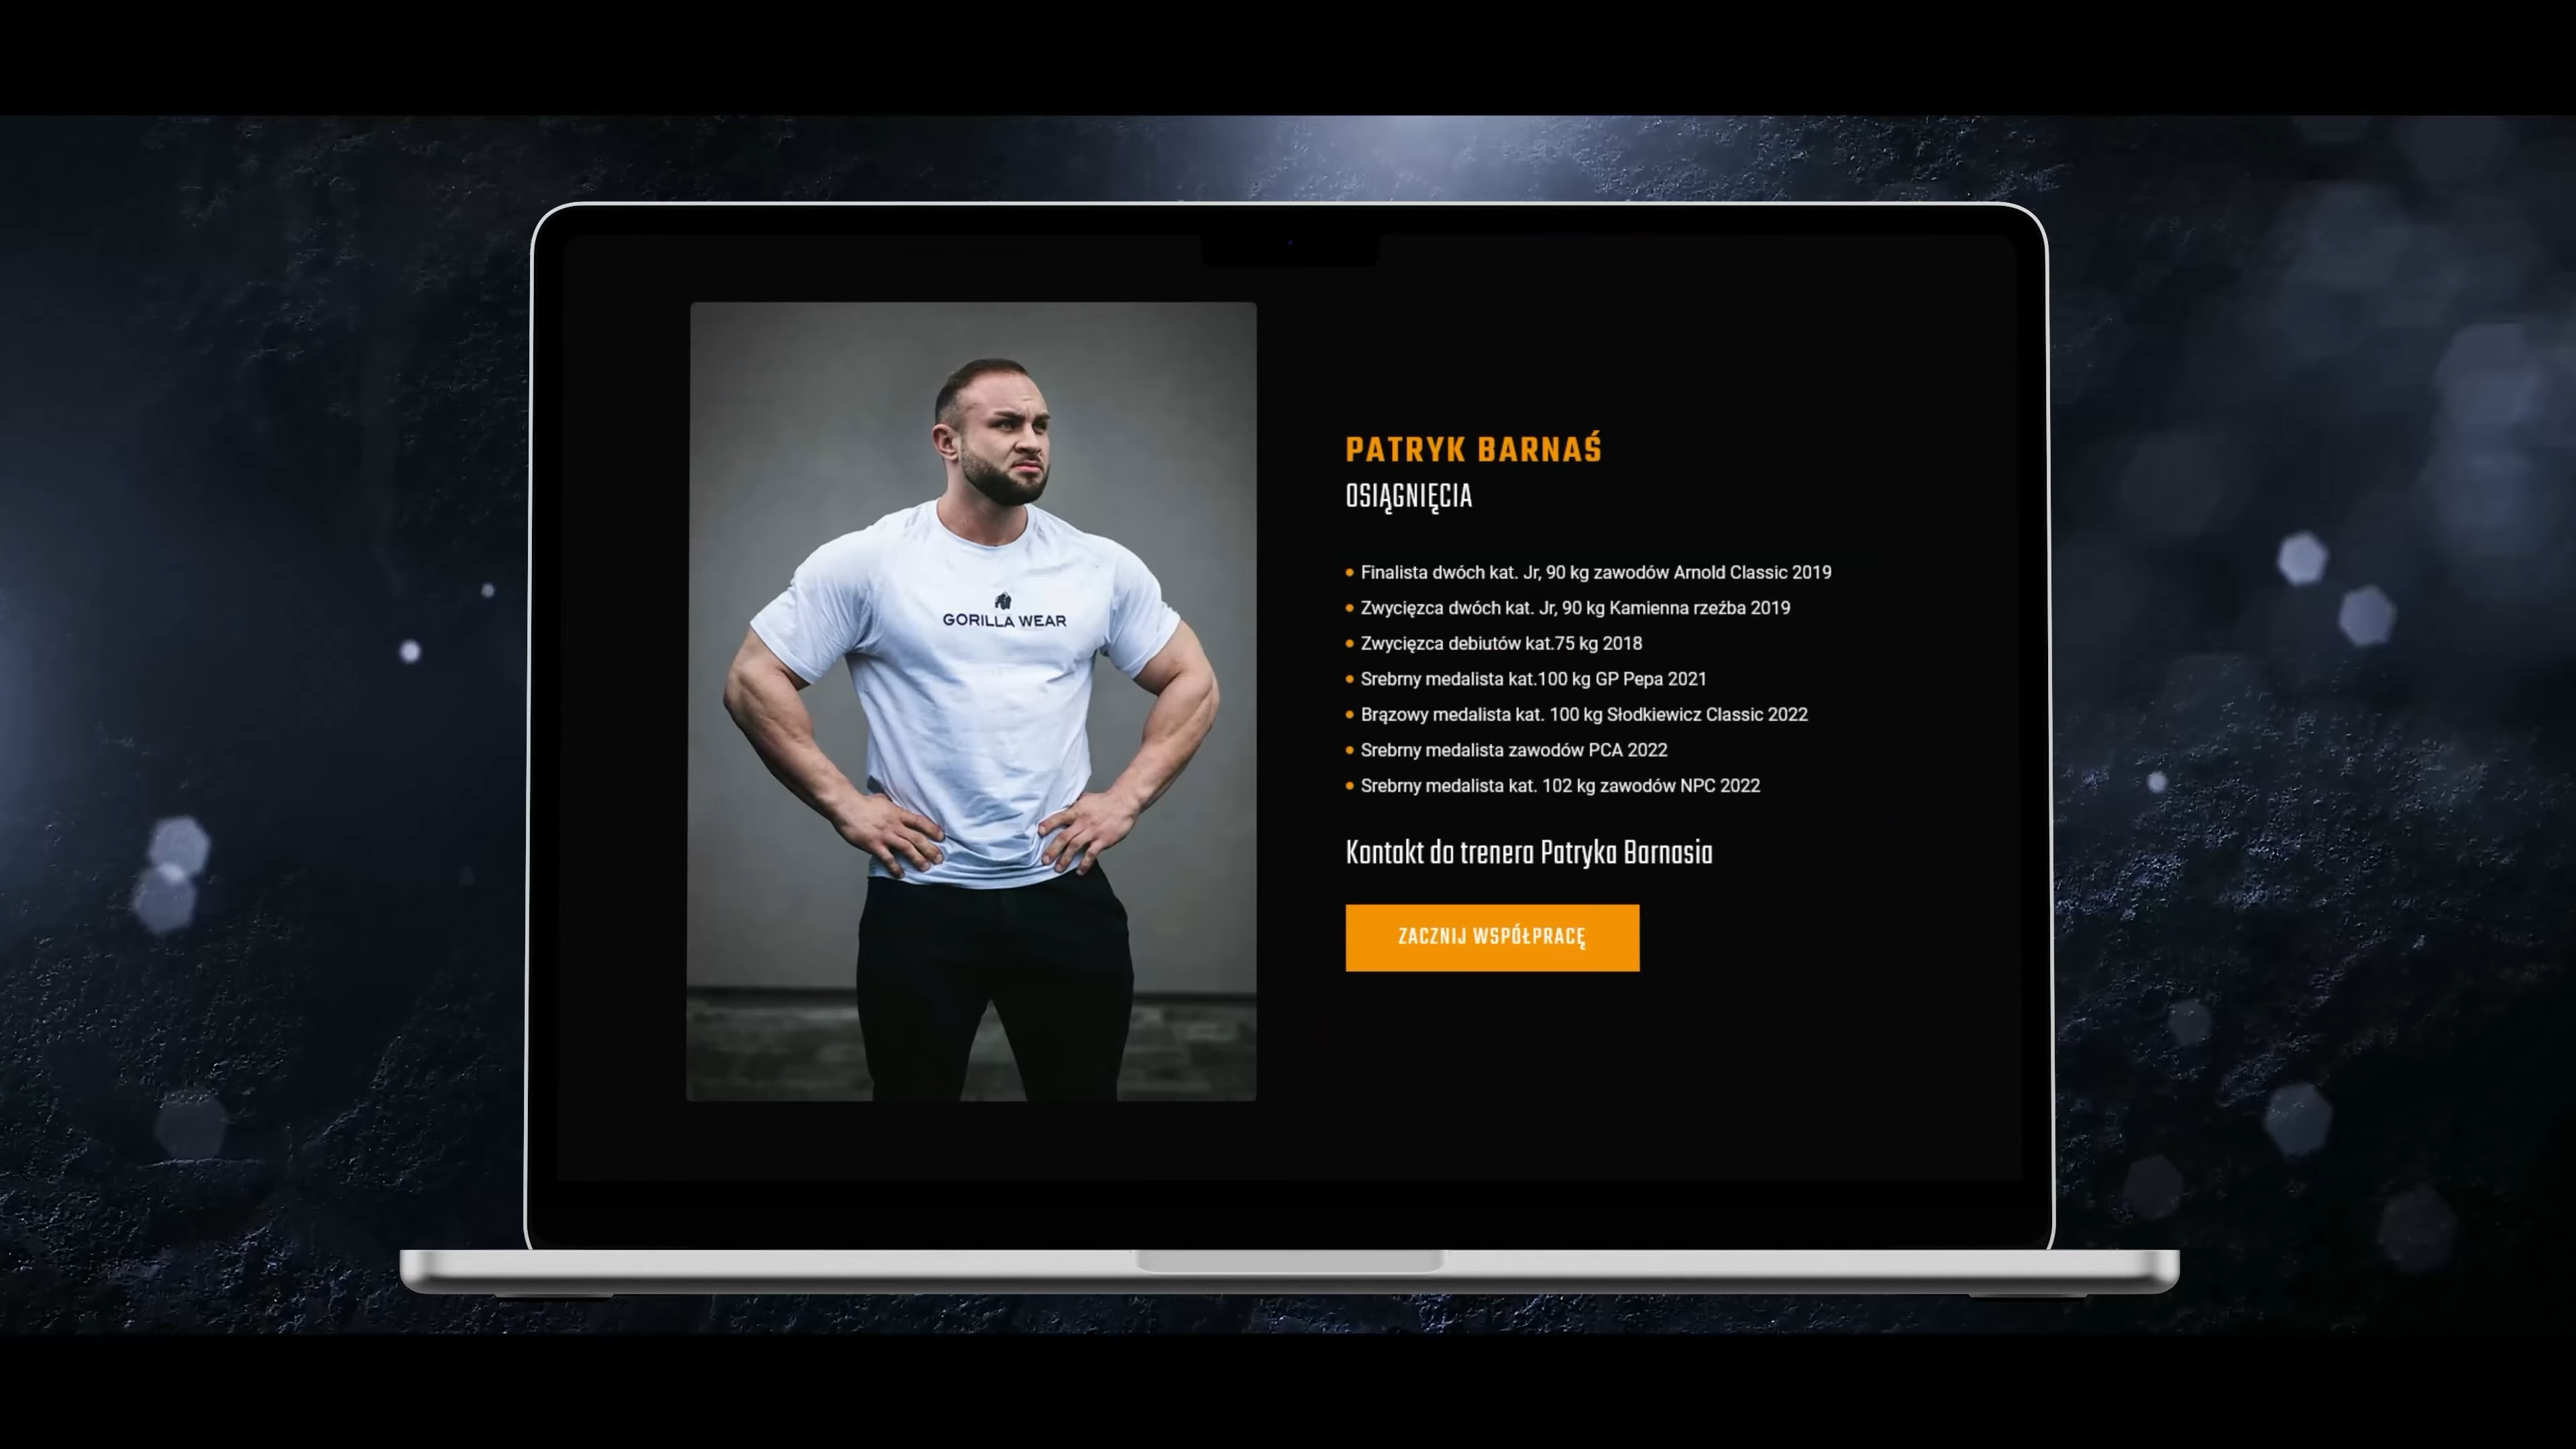 GORILLA WEAR
PATRYK BARNAŚ
OSIĄGNIĘCIA
Finalista dwóch kat. Jr, 90 kg zawodów Arnold Classic 2019
Zwycięzca dwóch kat. Jr, 90 kg Kamienna rzeźba 2019
Zwycięzca debiutów kat.75 kg 2018
Srebrny medalista kat.100 kg GP Pepa 2021
Brązowy medalista kat. 100 kg Słodkiewicz Classic 2022
Srebrny medalista zawodów PCA 2022
Srebrny medalista kat. 102 kg zawodów NPC 2022
Kontakt do trenera Patryka Barnasia
ZACZNIJ WSPÓŁPRACĘ